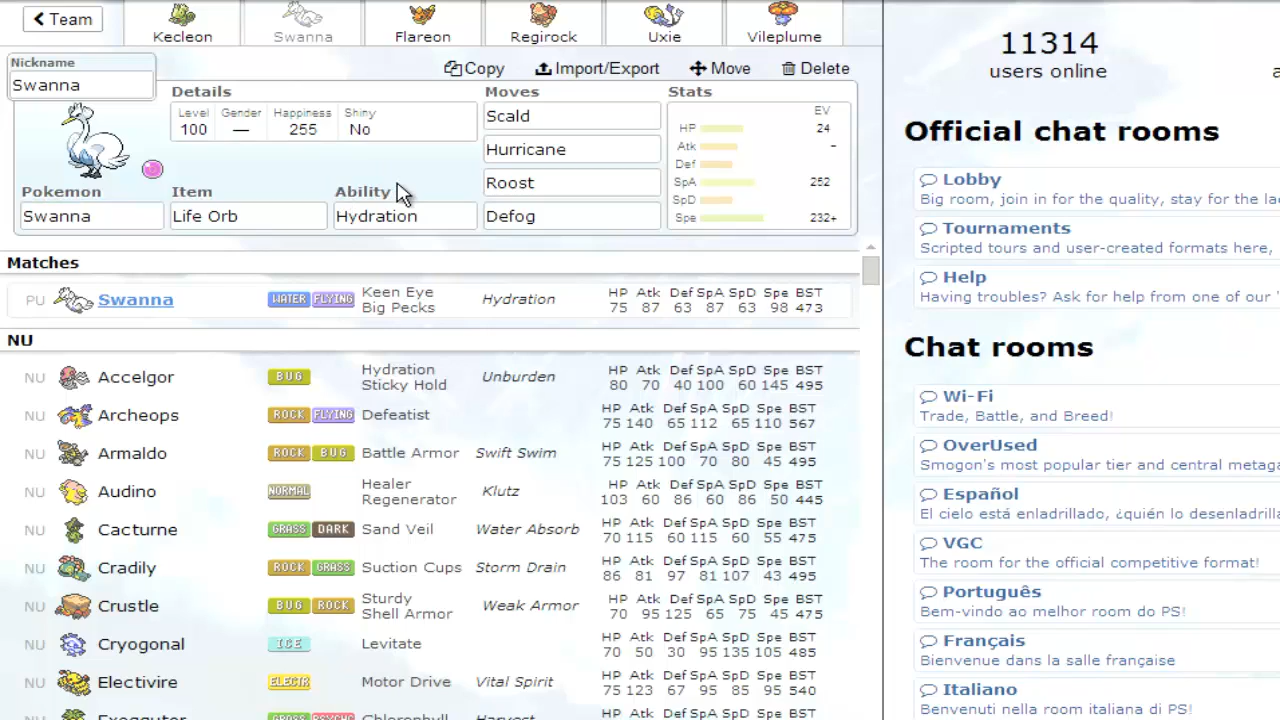 Team
Kecleon
Swanna
Flareon
Regirock
Uxie
Vileplume
Nickname
Swanna
Copy
Import/Export
Move
Delete
Details
Level Gender Happiness Shiny
100 — 255 No
Pokemon
Swanna
Item
Life Orb
Ability
Hydration
Moves
Scald
Hurricane
Roost
Defog
Stats
EV
HP 24
Atk -
Def
SpA 252
SpD
Spe 232+
Matches
PU Swanna WATER FLYING Keen Eye Big Pecks Hydration HP 75 Atk 87 Def 63 SpA 87 SpD 63 Spe 98 BST 473
NU
NU Accelgor BUG Hydration Sticky Hold Unburden HP 80 Atk 70 Def 40 SpA 100 SpD 60 Spe 145 BST 495
NU Archeops ROCK FLYING Defeatist HP 75 Atk 140 Def 65 SpA 112 SpD 65 Spe 110 BST 567
NU Armaldo ROCK BUG Battle Armor Swift Swim HP 75 Atk 125 Def 100 SpA 70 SpD 80 Spe 45 BST 495
NU Audino NORMAL Healer Regenerator Klutz HP 103 Atk 60 Def 86 SpA 60 SpD 86 Spe 50 BST 445
NU Cacturne GRASS DARK Sand Veil Water Absorb HP 70 Atk 115 Def 60 SpA 115 SpD 60 Spe 55 BST 475
NU Cradily ROCK GRASS Suction Cups Storm Drain HP 86 Atk 81 Def 97 SpA 81 SpD 107 Spe 43 BST 495
NU Crustle BUG ROCK Sturdy Shell Armor Weak Armor HP 70 Atk 95 Def 125 SpA 65 SpD 75 Spe 45 BST 475
NU Cryogonal ICE Levitate HP 70 Atk 50 Def 30 SpA 95 SpD 135 Spe 105 BST 485
NU Electivire ELECTR Motor Drive Vital Spirit HP 75 Atk 123 Def 67 SpA 95 SpD 85 Spe 95 BST 540
11314
users online
Official chat rooms
Lobby
Big room, join in for the quality, stay for the la
Tournaments
Scripted tours and user-created formats here,
Help
Having troubles? Ask for help from one of our '
Chat rooms
Wi-Fi
Trade, Battle, and Breed!
OverUsed
Smogon's most popular tier and central metaga
Español
El cielo está enladrillado, ¿quién lo desenladrilla
VGC
The room for the official competitive format!
Português
Bem-vindo ao melhor room do PS!
Français
Bienvenue dans la salle française
Italiano
Benvenuti nella room italiana di PS!